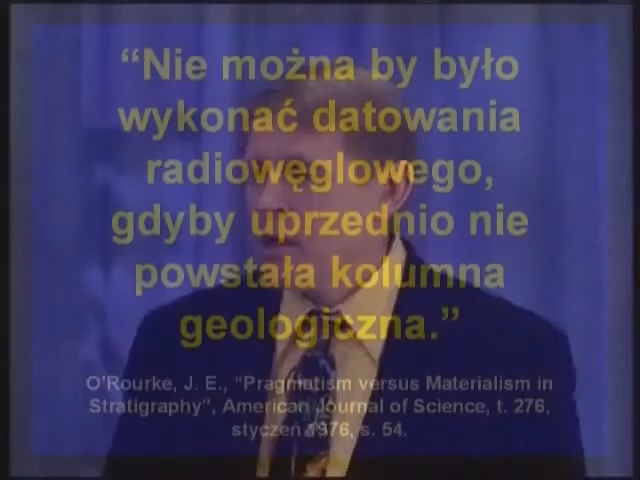 “Nie można by było
wykonać datowania
radiowęglowego,
gdyby uprzednio nie
powstała kolumna
geologiczna.”
O'Rourke, J. E., “Pragmatism versus Materialism in
Stratigraphy”, American Journal of Science, t. 276,
styczeń 1976, s. 54.